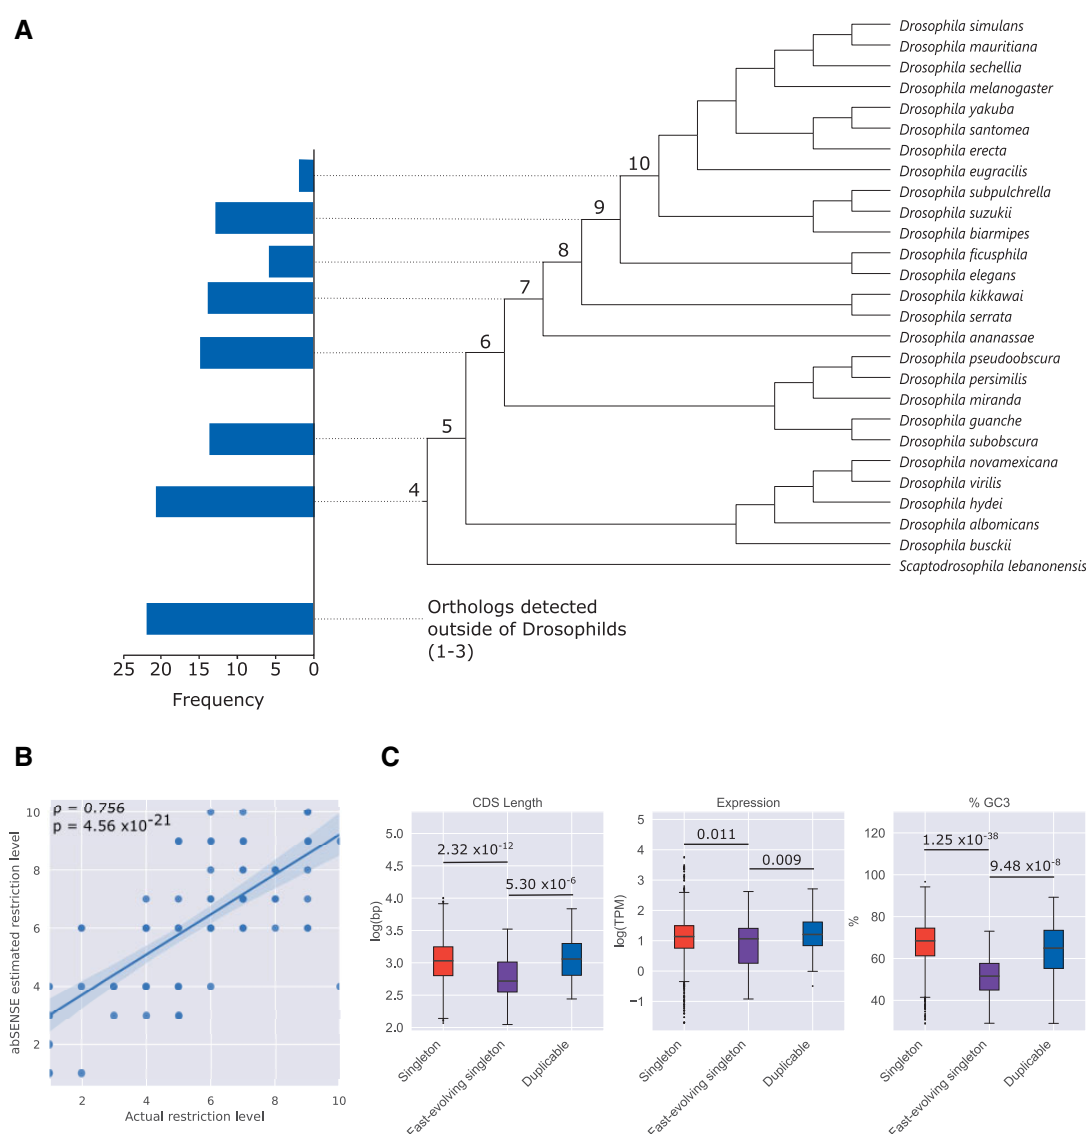 A
Drosophila simulans
Drosophila mauritiana
Drosophila sechellia
Drosophila melanogaster
Drosophila yakuba
Drosophila santomea
Drosophila erecta
10
Drosophila eugracilis
Drosophila subpulchrella
9
Drosophila suzukii
Drosophila biarmipes
8
Drosophila ficusphila
Drosophila elegans
7
Drosophila kikkawai
Drosophila serrata
6
Drosophila ananassae
Drosophila pseudoobscura
Drosophila persimilis
Drosophila miranda
5
Drosophila guanche
Drosophila subobscura
Drosophila novamexicana
4
Drosophila virilis
Drosophila hydei
Drosophila albomicans
Drosophila busckii
Scaptodrosophila lebanonensis
Orthologs detected
outside of Drosophilds
(1-3)
25 20 15 10 5 0
Frequency
B
ρ = 0.756
p = 4.56 x10-21
10
8
6
4
2
abSENSE estimated restriction level
2 4 6 8 10
Actual restriction level
C
CDS Length
5.0
4.5
4.0
3.5
3.0
2.5
2.0
log(bp)
2.32 x10-12
5.30 x10-6
Singleton
Fast-evolving singleton
Duplicable
Expression
5
4
3
2
1
0
−1
log(TPM)
0.011
0.009
Singleton
Fast-evolving singleton
Duplicable
% GC3
120
100
80
60
40
%
1.25 x10-38
9.48 x10-8
Singleton
Fast-evolving singleton
Duplicable